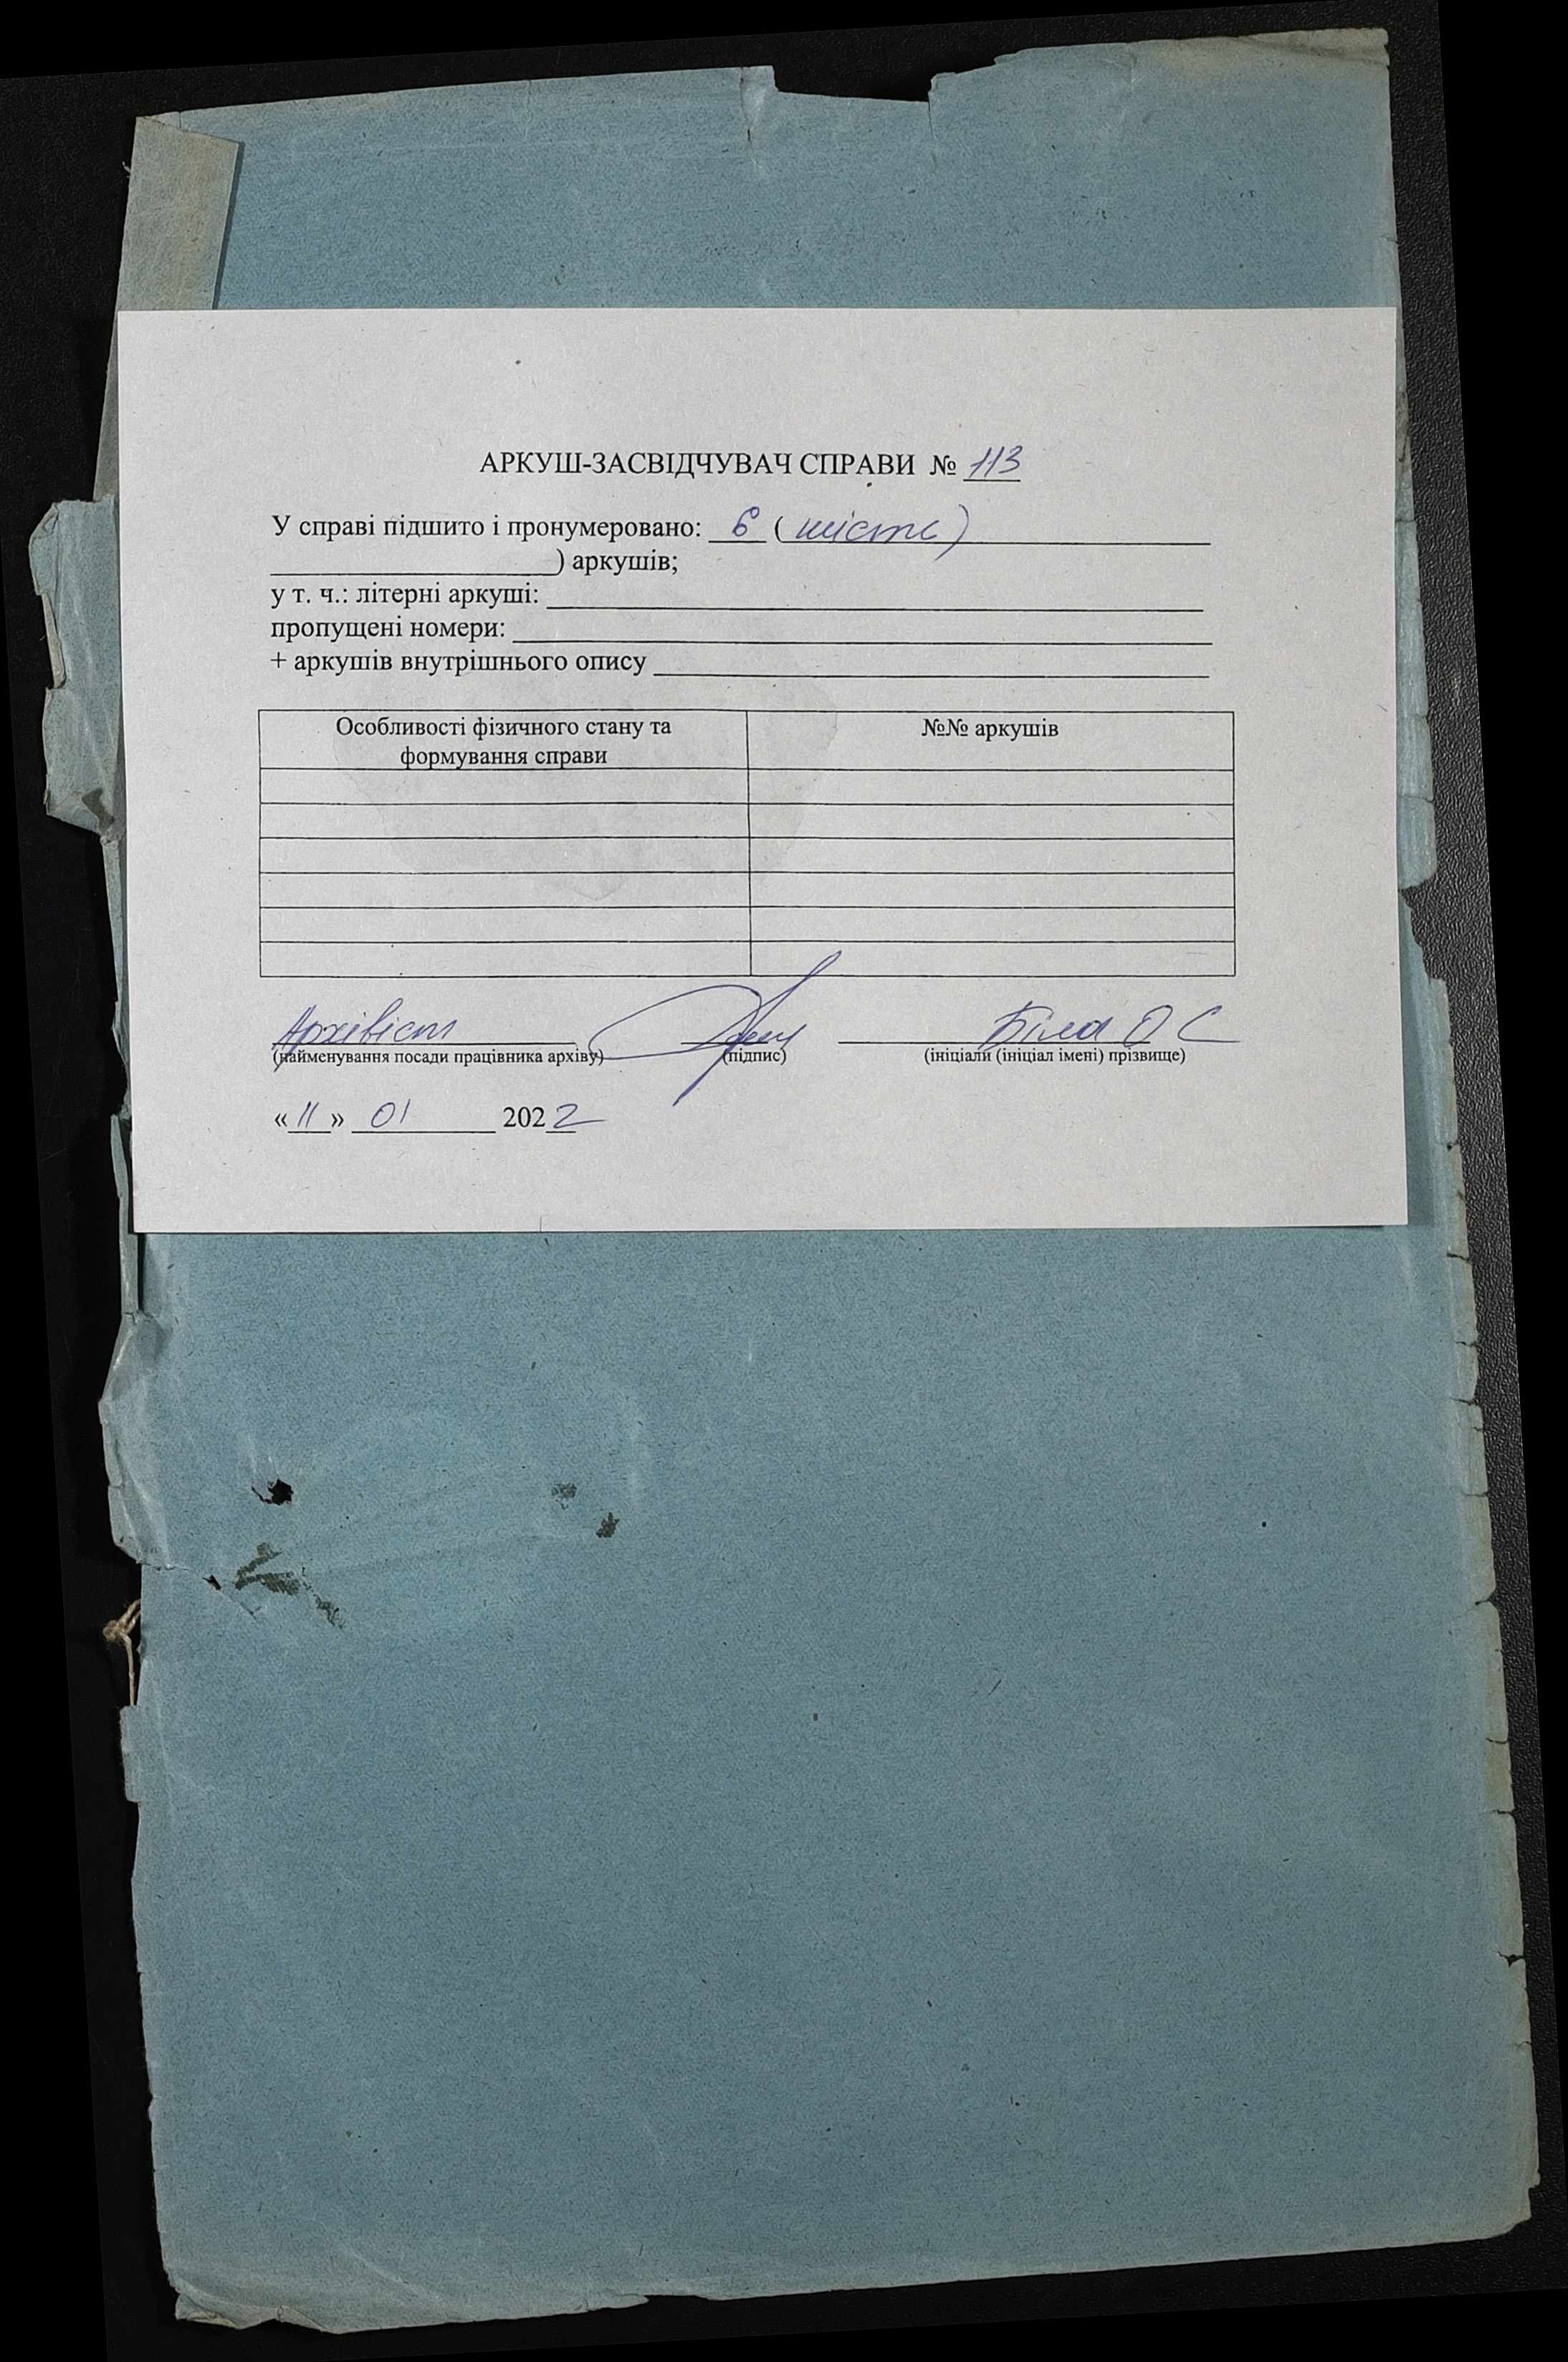 АРКУШ-ЗАСВІДЧУВАЧ СПРАВИ № 113
У справі підшито і пронумеровано: 6 ( шість)
) аркушів;
у т. ч.: літерні аркуші:
пропущені номери:
+ аркушів внутрішнього опису
Особливості фізичного стану та формування справи №№ аркушів
Архівіст Біла О С
(найменування посади працівника архіву) (підпис) (ініціали (ініціал імені) прізвище)
« 11 » 01 2022